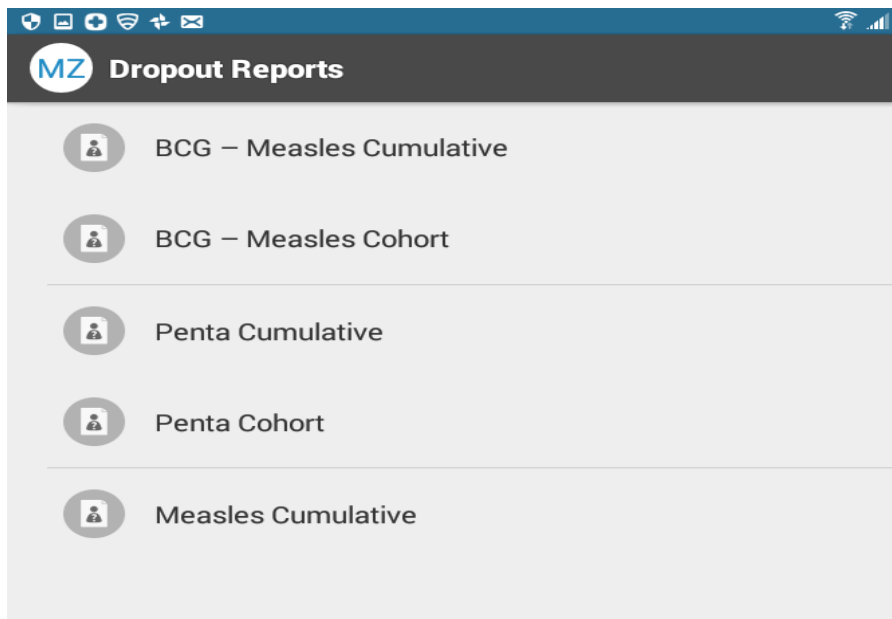 MZ Dropout Reports
BCG – Measles Cumulative
BCG – Measles Cohort
Penta Cumulative
Penta Cohort
Measles Cumulative